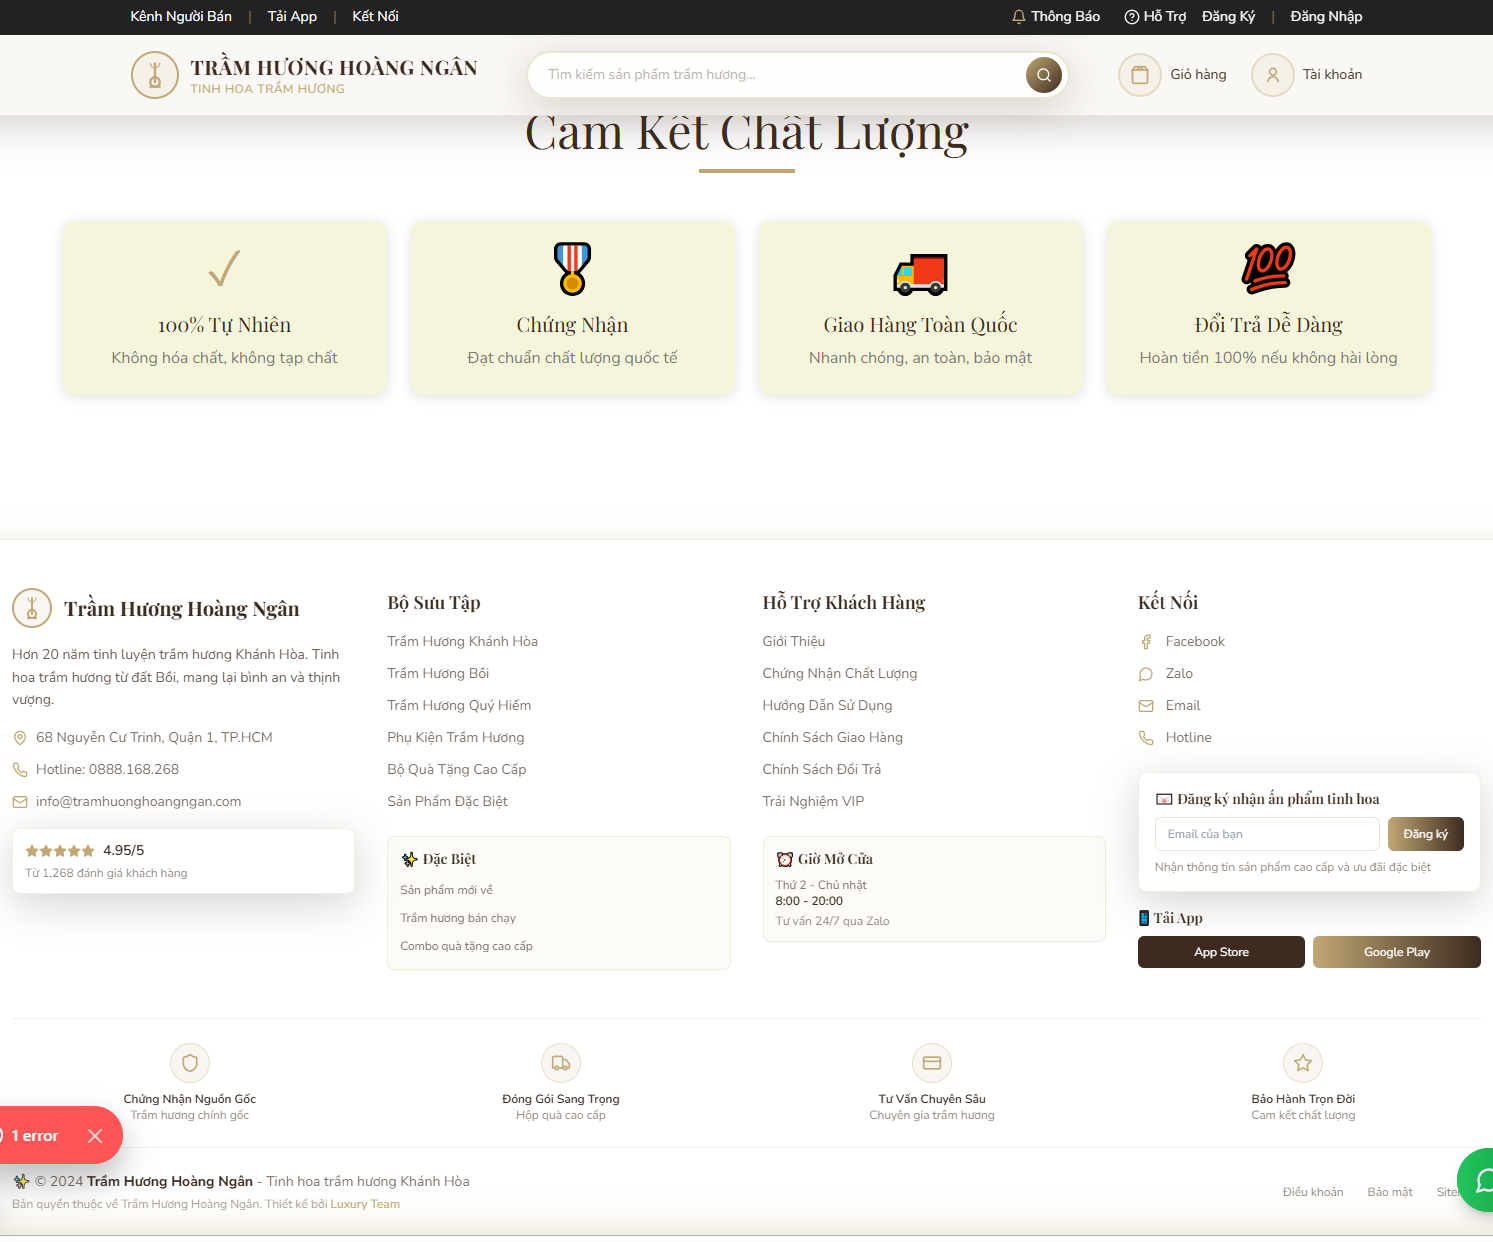 Kênh Người Bán | Tải App | Kết Nối
Thông Báo Hỗ Trợ Đăng Ký | Đăng Nhập
TRẦM HƯƠNG HOÀNG NGÂN
TINH HOA TRẦM HƯƠNG
Tìm kiếm sản phẩm trầm hương...
Giỏ hàng
Tài khoản
Cam Kết Chất Lượng
100% Tự Nhiên
Không hóa chất, không tạp chất
Chứng Nhận
Đạt chuẩn chất lượng quốc tế
Giao Hàng Toàn Quốc
Nhanh chóng, an toàn, bảo mật
100
Đổi Trả Dễ Dàng
Hoàn tiền 100% nếu không hài lòng
Trầm Hương Hoàng Ngân
Hơn 20 năm tinh luyện trầm hương Khánh Hòa. Tinh
hoa trầm hương từ đất Bồi, mang lại bình an và thịnh
vượng.
68 Nguyễn Cư Trinh, Quận 1, TP.HCM
Hotline: 0888.168.268
info@tramhuonghoangngan.com
4.95/5
Từ 1,268 đánh giá khách hàng
Bộ Sưu Tập
Trầm Hương Khánh Hòa
Trầm Hương Bồi
Trầm Hương Quý Hiếm
Phụ Kiện Trầm Hương
Bộ Quà Tặng Cao Cấp
Sản Phẩm Đặc Biệt
Đặc Biệt
Sản phẩm mới về
Trầm hương bán chạy
Combo quà tặng cao cấp
Hỗ Trợ Khách Hàng
Giới Thiệu
Chứng Nhận Chất Lượng
Hướng Dẫn Sử Dụng
Chính Sách Giao Hàng
Chính Sách Đổi Trả
Trải Nghiệm VIP
Giờ Mở Cửa
Thứ 2 - Chủ nhật
8:00 - 20:00
Tư vấn 24/7 qua Zalo
Kết Nối
Facebook
Zalo
Email
Hotline
Đăng ký nhận ấn phẩm tinh hoa
Email của bạn
Đăng ký
Nhận thông tin sản phẩm cao cấp và ưu đãi đặc biệt
Tải App
App Store
Google Play
Chứng Nhận Nguồn Gốc
Trầm hương chính gốc
Đóng Gói Sang Trọng
Hộp quà cao cấp
Tư Vấn Chuyên Sâu
Chuyên gia trầm hương
Bảo Hành Trọn Đời
Cam kết chất lượng
1 error
© 2024 Trầm Hương Hoàng Ngân - Tinh hoa trầm hương Khánh Hòa
Bản quyền thuộc về Trầm Hương Hoàng Ngân. Thiết kế bởi Luxury Team
Điều khoản Bảo mật